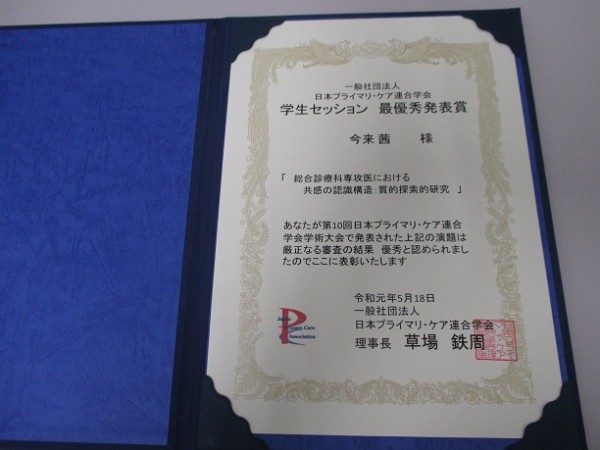 一般社団法人
日本プライマリ・ケア連合学会
学生セッション 最優秀発表賞
今来 茜 様
「 総合診療科専攻医における
共感の認識構造:質的探索的研究 」
あなたが第10回日本プライマリ・ケア連合
学会学術大会で発表された上記の演題は
厳正なる審査の結果 優秀と認められまし
たのでここに表彰いたします
令和元年5月18日
一般社団法人
日本プライマリ・ケア連合学会
理事長 草場 鉄周
Japan
Primary Care
Association